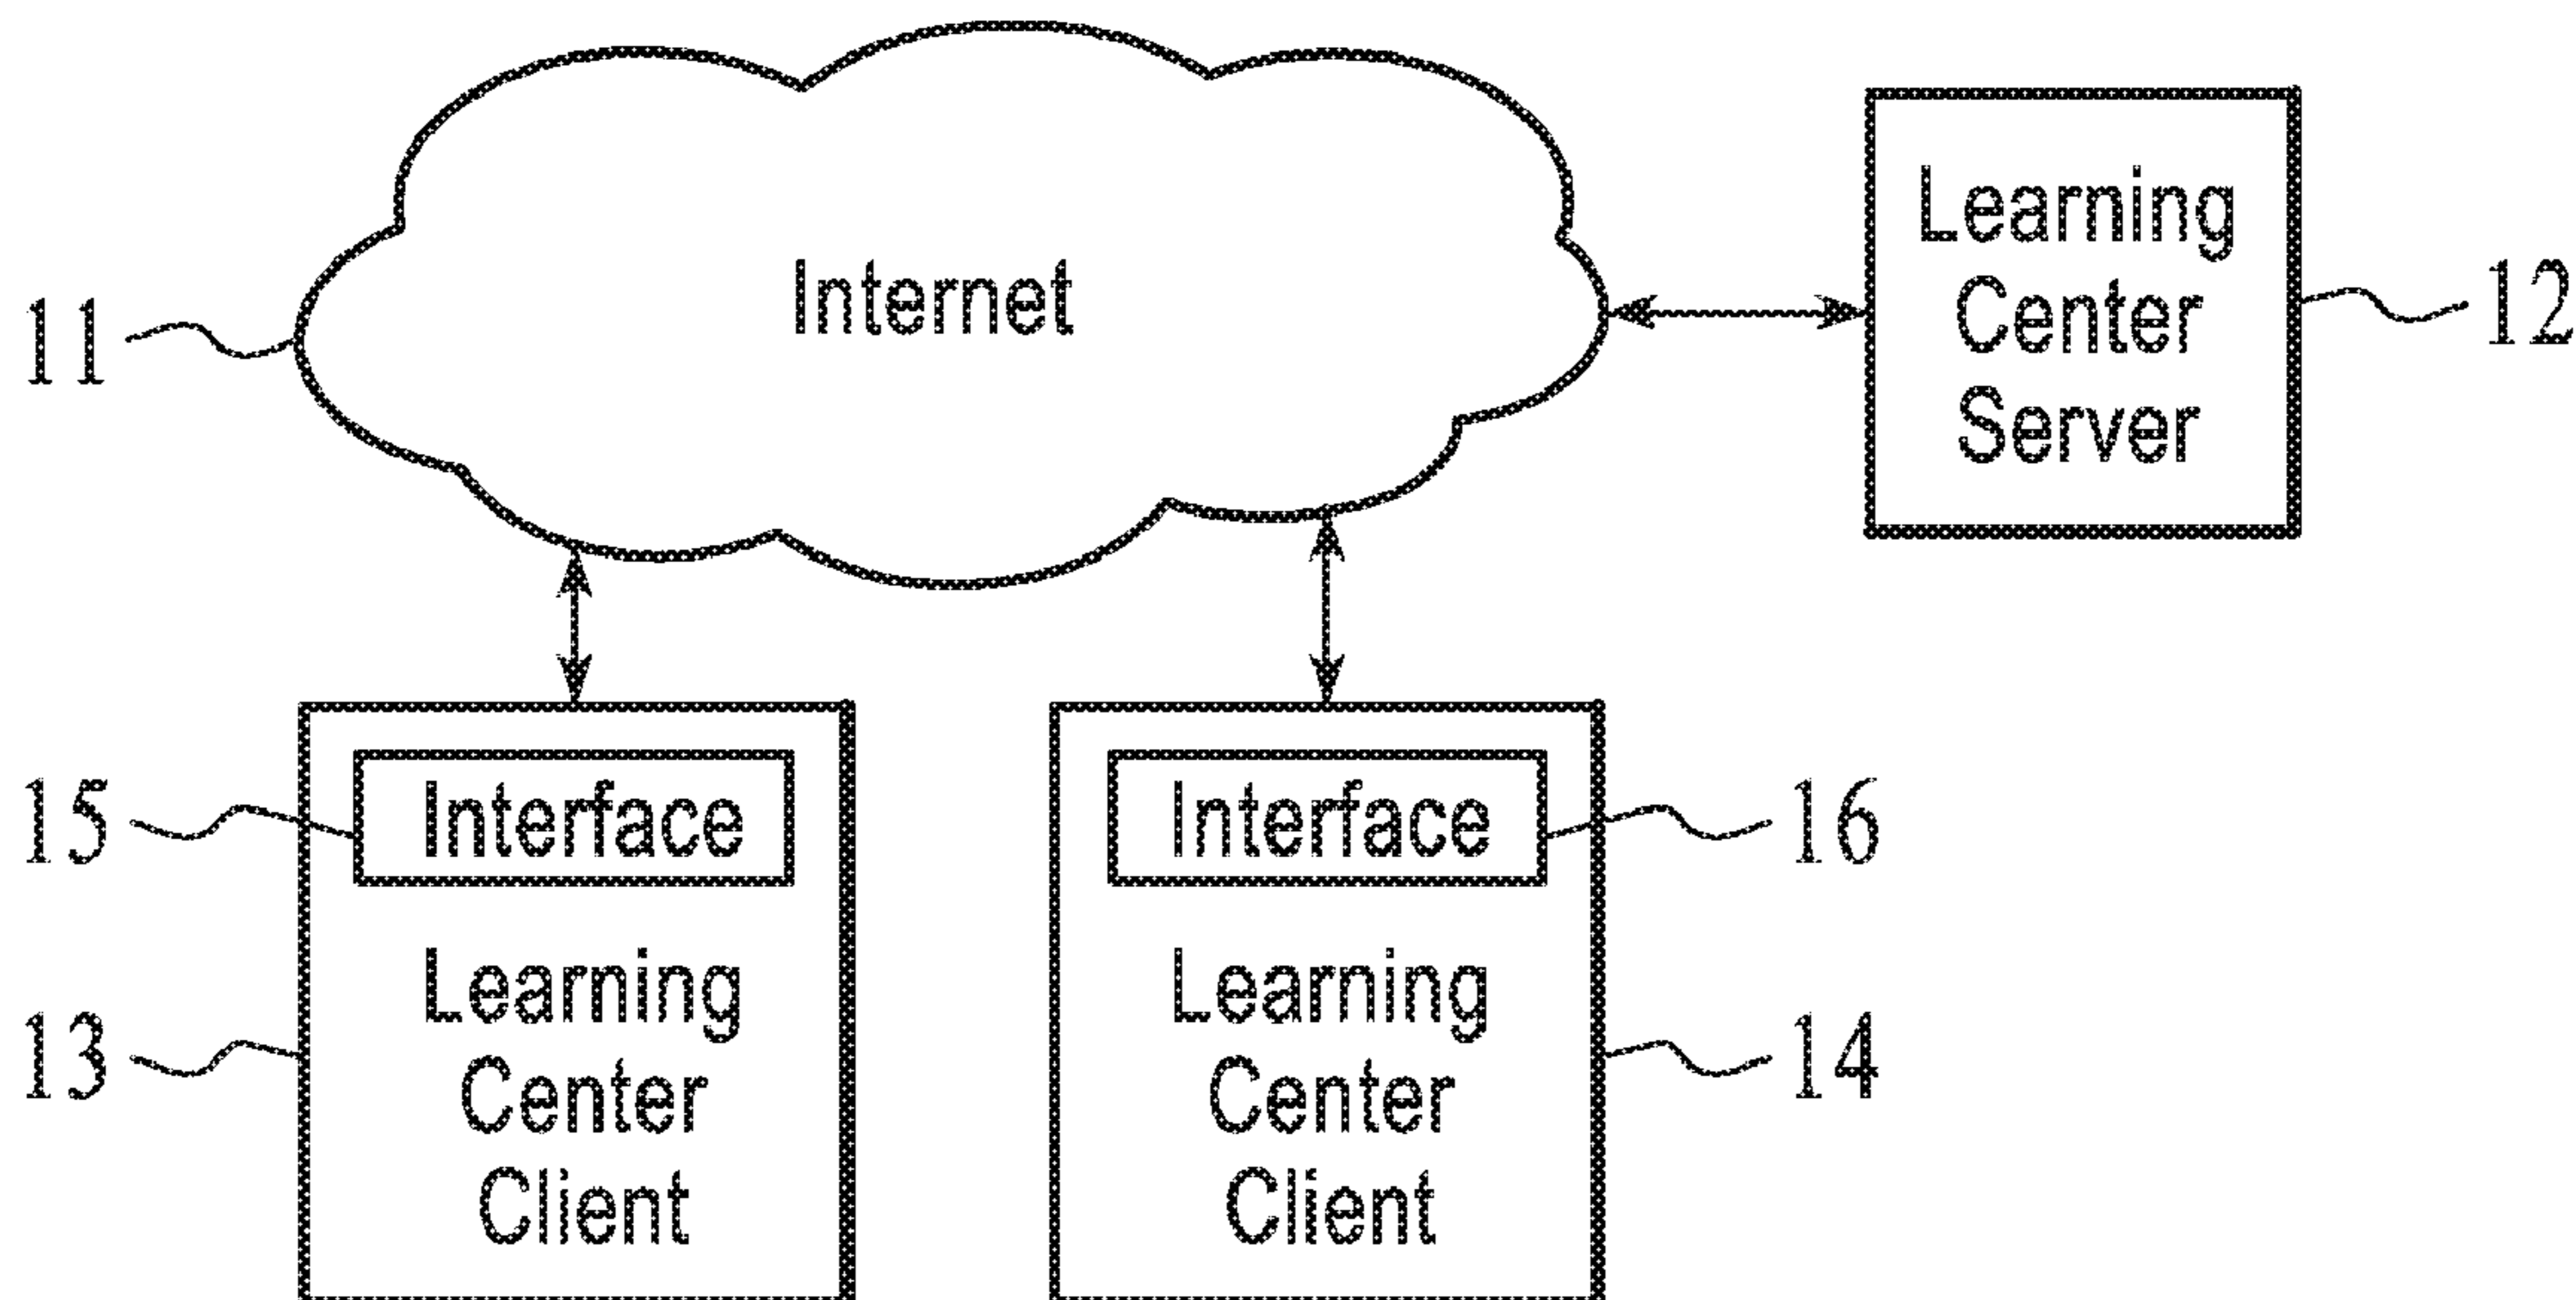 Internet
11
Learning
Center
Server
12
15
Interface
Learning
Center
Client
13
Interface
16
Learning
Center
Client
14